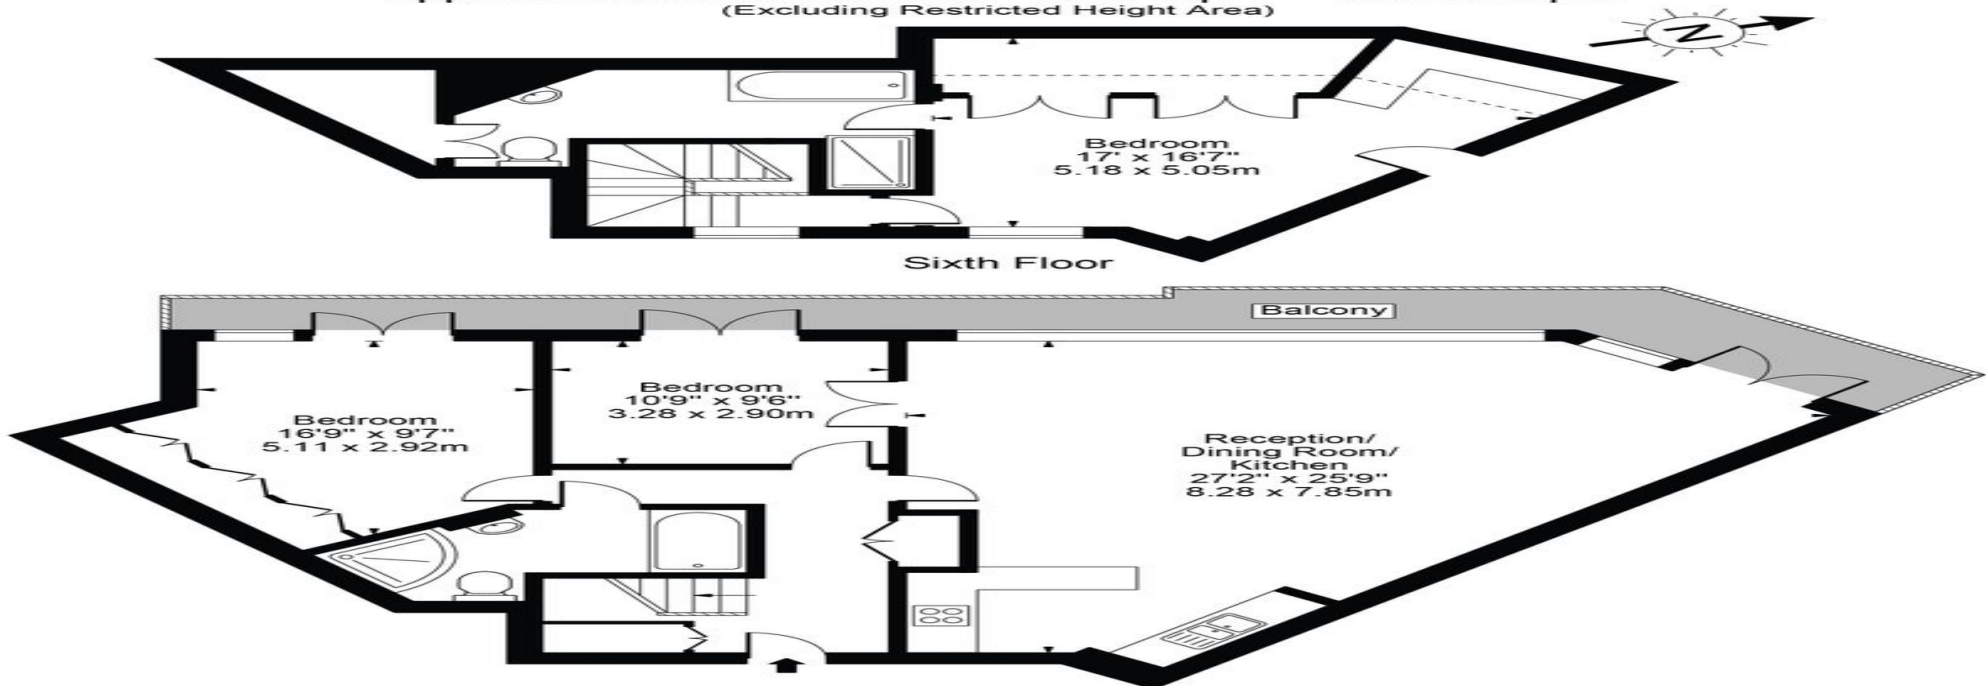 (Excluding Restricted Height Area)
N
Bedroom
17' x 16'7"
5.18 x 5.05m
Sixth Floor
Balcony
Bedroom
16'9" x 9'7"
5.11 x 2.92m
Bedroom
10'9" x 9'6"
3.28 x 2.90m
Reception/
Dining Room/
Kitchen
27'2" x 25'9"
8.28 x 7.85m